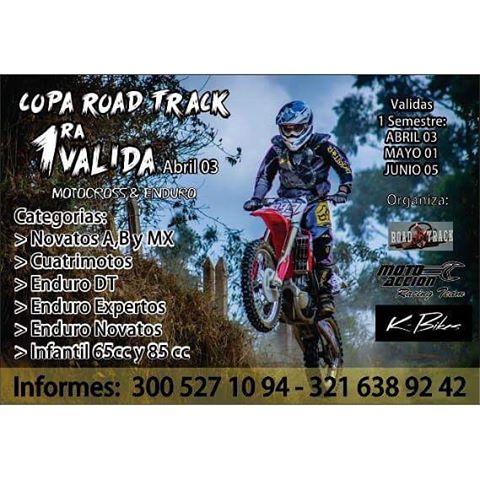 COPA ROAD TRACK
1RA VALIDA Abril 03
MOTOCROSS & ENDURO
Categorias:
> Novatos A,B y MX
> Cuatrimotos
> Enduro DT
> Enduro Expertos
> Enduro Novatos
> Infantil 65cc y 85 cc
Validas
1 Semestre:
ABRIL 03
MAYO 01
JUNIO 05
Organiza:
ROAD TRACK
MOTO ACCION
Racing Team
K-Bikes
Informes: 300 527 10 94 - 321 638 92 42